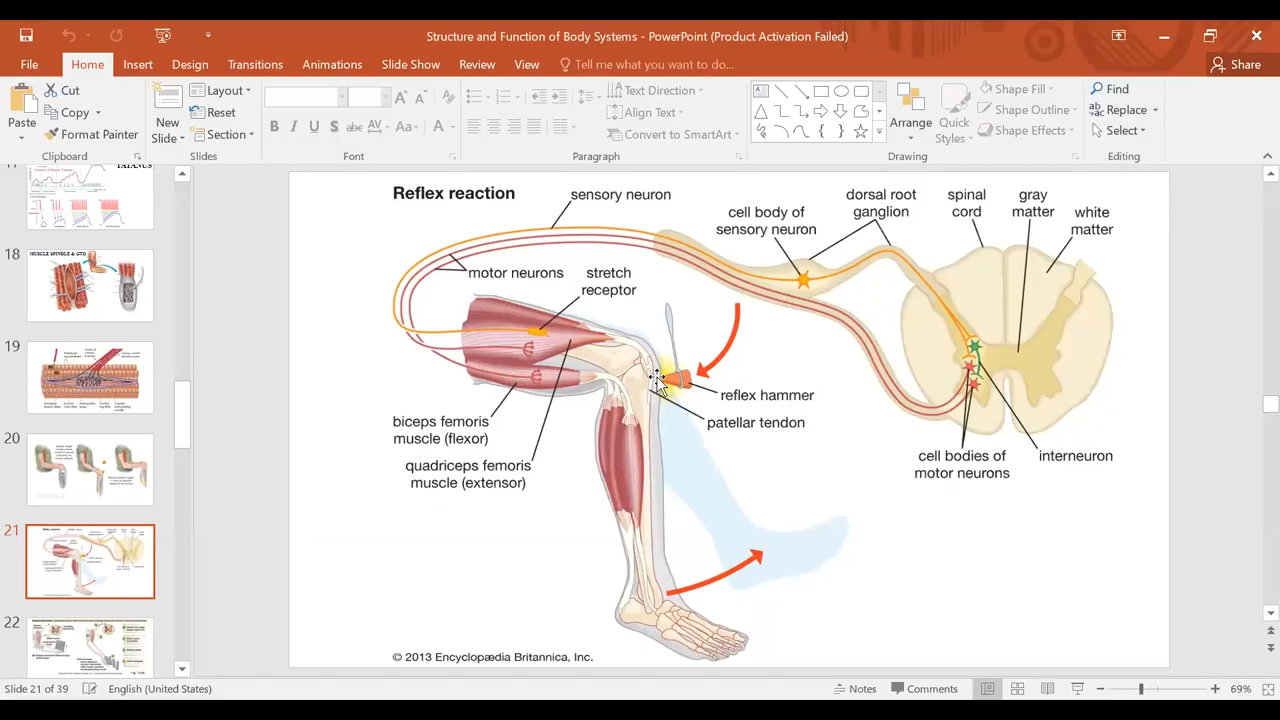 Structure and Function of Body Systems - PowerPoint (Product Activation Failed)
File Home Insert Design Transitions Animations Slide Show Review View Tell me what you want to do... Share
Paste
Cut
Copy
Format Painter
Clipboard
New
Slide
Layout
Reset
Section
Slides
Font
Text Direction
Align Text
Convert to SmartArt
Paragraph
Arrange
Quick
Styles
Shape Fill
Shape Outline
Shape Effects
Drawing
Find
Replace
Select
Editing
18
MUSCLE SPINDLE & GTO
19
20
21
22
Reflex reaction
sensory neuron
cell body of
sensory neuron
dorsal root
ganglion
spinal
cord
gray
matter
white
matter
motor neurons
stretch
receptor
reflex hammer
patellar tendon
biceps femoris
muscle (flexor)
quadriceps femoris
muscle (extensor)
cell bodies of
motor neurons
interneuron
© 2013 Encyclopædia Britannica, Inc.
Slide 21 of 39 English (United States) Notes Comments 69%